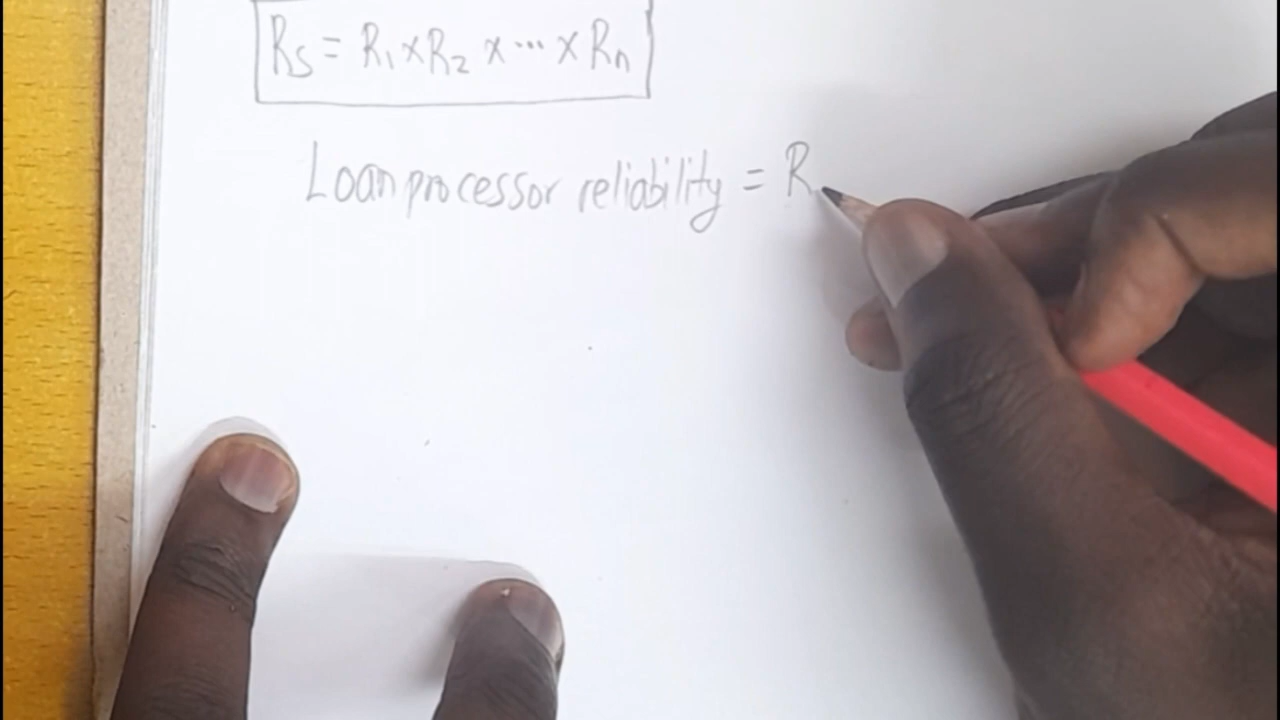 Rs = R₁ x R₂ x ... x Rn
Loan processor reliability = R